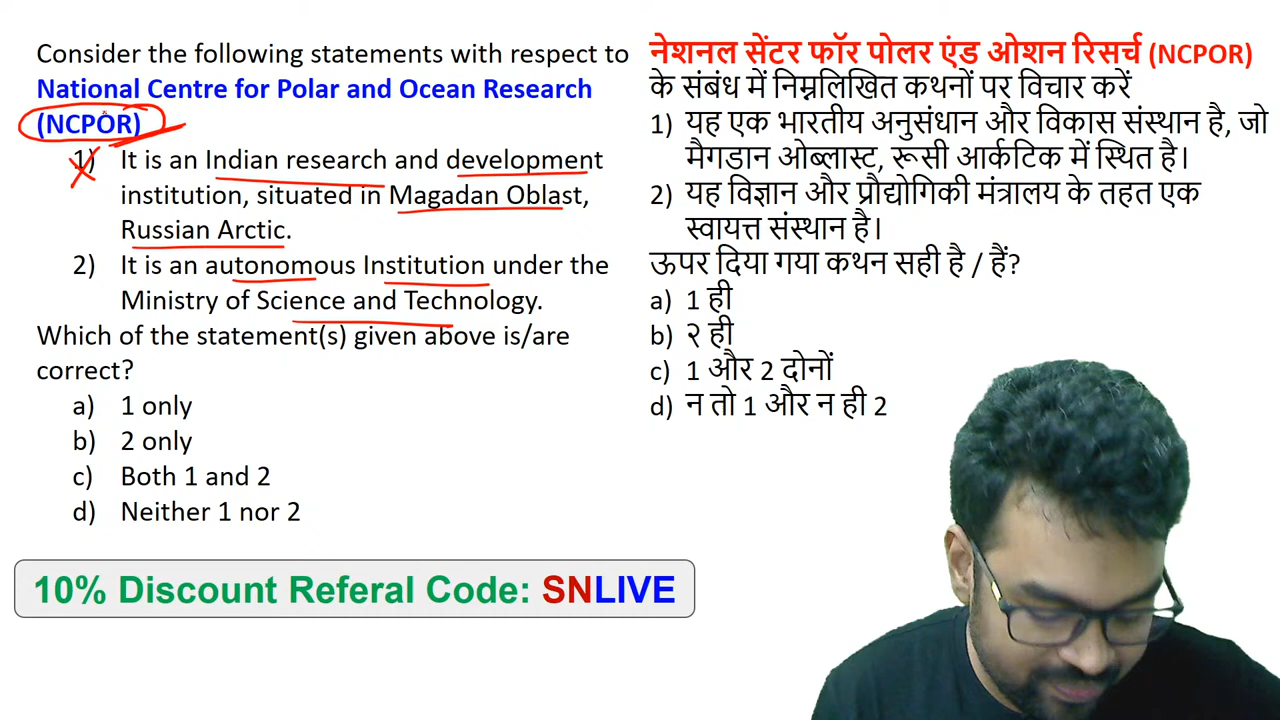 Consider the following statements with respect to
National Centre for Polar and Ocean Research
(NCPOR)
1) It is an Indian research and development
institution, situated in Magadan Oblast,
Russian Arctic.
2) It is an autonomous Institution under the
Ministry of Science and Technology.
Which of the statement(s) given above is/are
correct?
a) 1 only
b) 2 only
c) Both 1 and 2
d) Neither 1 nor 2
10% Discount Referal Code: SNLIVE
नेशनल सेंटर फॉर पोलर एंड ओशन रिसर्च (NCPOR)
के संबंध में निम्नलिखित कथनों पर विचार करें
1) यह एक भारतीय अनुसंधान और विकास संस्थान है, जो
मैगडान ओब्लास्ट, रूसी आर्कटिक में स्थित है।
2) यह विज्ञान और प्रौद्योगिकी मंत्रालय के तहत एक
स्वायत्त संस्थान है।
ऊपर दिया गया कथन सही है / हैं?
a) 1 ही
b) २ ही
c) 1 और 2 दोनों
d) न तो 1 और न ही 2